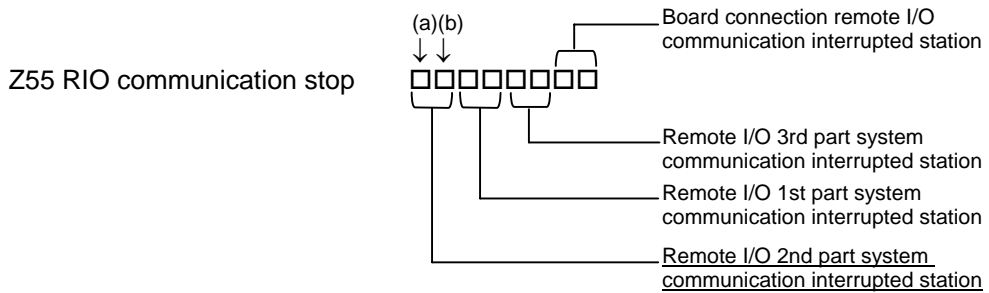 (a)(b)
Board connection remote I/O
communication interrupted station
Z55 RIO communication stop
Remote I/O 3rd part system
communication interrupted station
Remote I/O 1st part system
communication interrupted station
Remote I/O 2nd part system
communication interrupted station